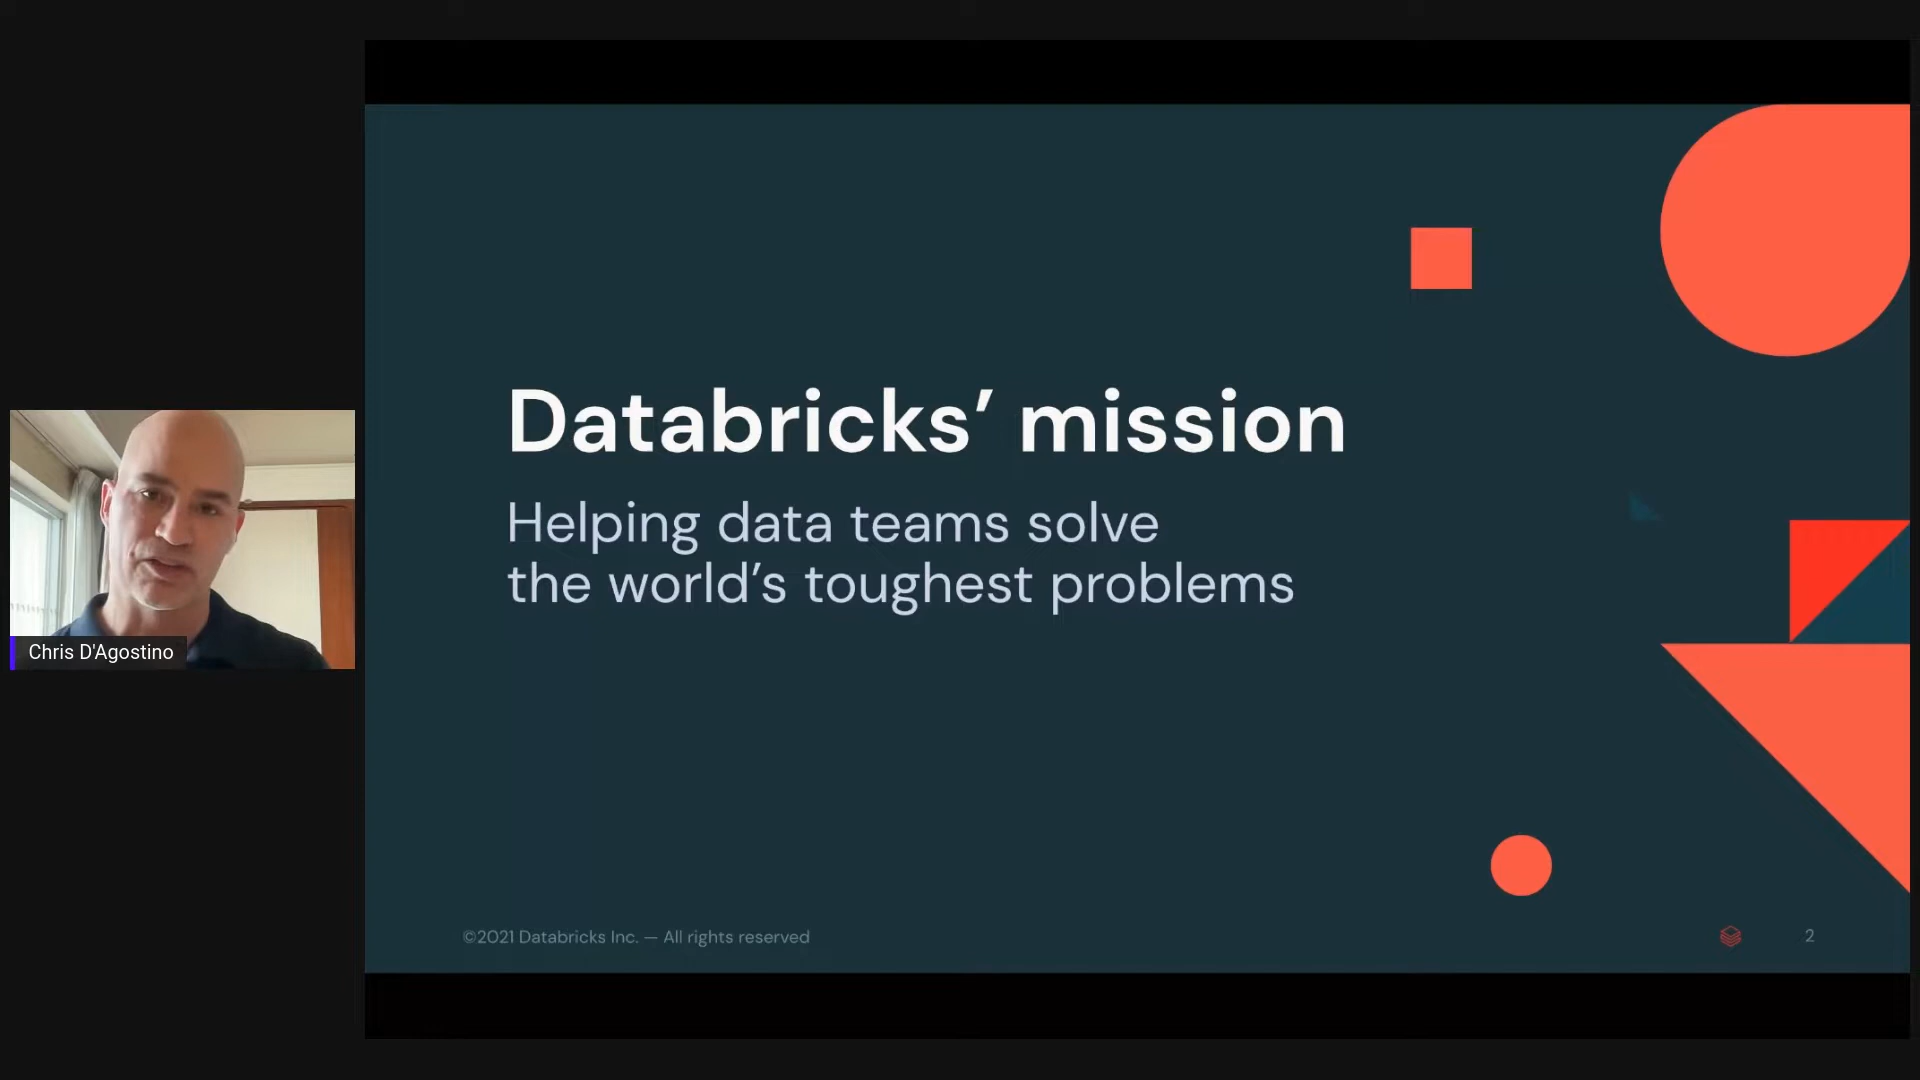 Databricks’ mission
Helping data teams solve
the world’s toughest problems
Chris D'Agostino
©2021 Databricks Inc. — All rights reserved
2